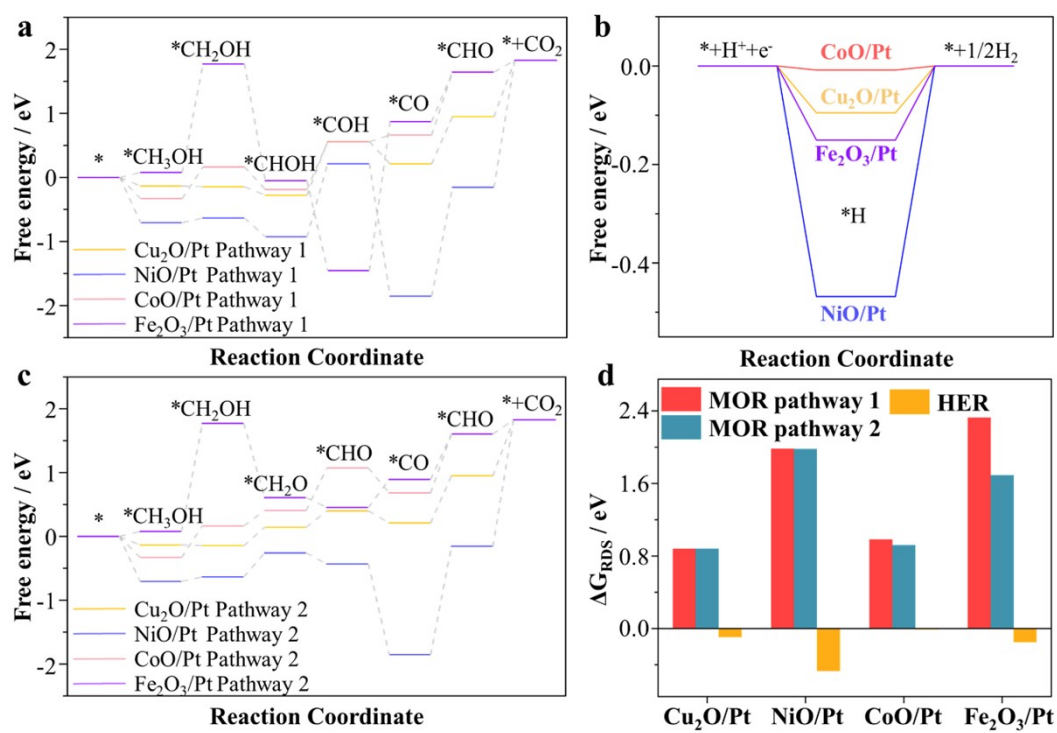 a
Free energy / eV
2
1
0
-1
-2
*
*CH₃OH
*CH₂OH
*CHOH
*COH
*CO
*CHO
*+CO₂
Cu₂O/Pt Pathway 1
NiO/Pt Pathway 1
CoO/Pt Pathway 1
Fe₂O₃/Pt Pathway 1
Reaction Coordinate
b
Free energy / eV
0.0
-0.2
-0.4
*+H⁺+e⁻
*+1/2H₂
CoO/Pt
Cu₂O/Pt
Fe₂O₃/Pt
*H
NiO/Pt
Reaction Coordinate
c
Free energy / eV
2
1
0
-1
-2
*
*CH₃OH
*CH₂OH
*CH₂O
*CHO
*CO
*CHO
*+CO₂
Cu₂O/Pt Pathway 2
NiO/Pt Pathway 2
CoO/Pt Pathway 2
Fe₂O₃/Pt Pathway 2
Reaction Coordinate
d
MOR pathway 1
MOR pathway 2
HER
ΔG_RDS / eV
2.4
1.6
0.8
0.0
Cu₂O/Pt
NiO/Pt
CoO/Pt
Fe₂O₃/Pt